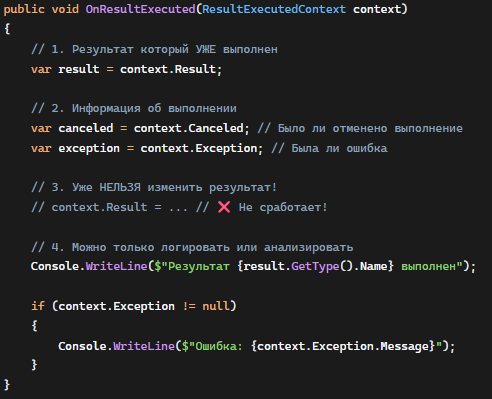 public void OnResultExecuted(ResultExecutedContext context)
{
    // 1. Результат который УЖЕ выполнен
    var result = context.Result;

    // 2. Информация об выполнении
    var canceled = context.Canceled; // Было ли отменено выполнение
    var exception = context.Exception; // Была ли ошибка

    // 3. Уже НЕЛЬЗЯ изменить результат!
    // context.Result = ... // ❌ Не сработает!

    // 4. Можно только логировать или анализировать
    Console.WriteLine($"Результат {result.GetType().Name} выполнен");

    if (context.Exception != null)
    {
        Console.WriteLine($"Ошибка: {context.Exception.Message}");
    }
}